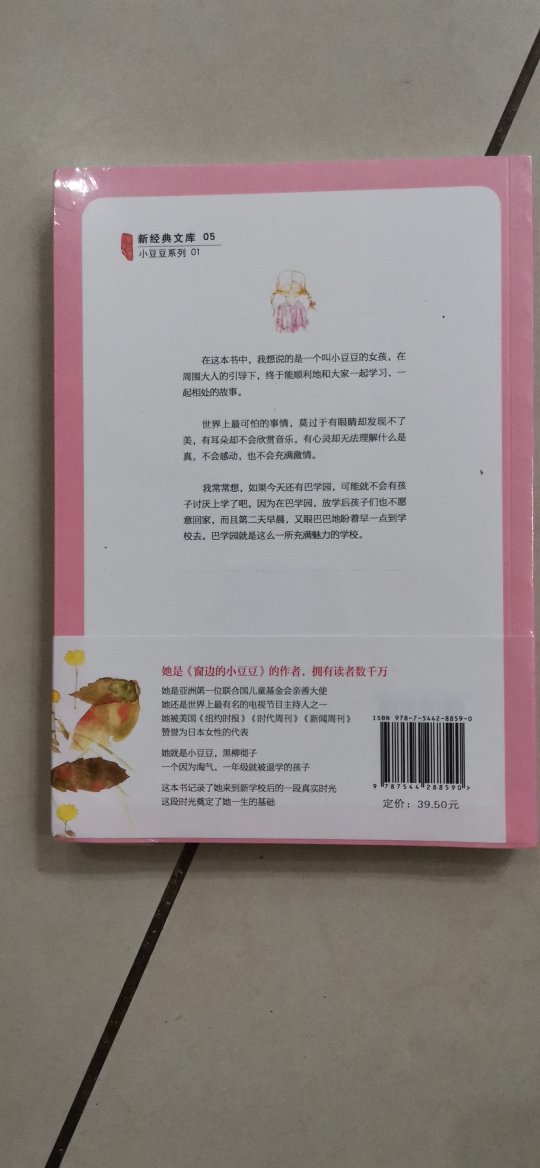 新经典文库 05
小豆豆系列 01
在这本书中，我想说的是一个叫小豆豆的女孩，在
周围大人的引导下，终于能顺利地和大家一起学习、一
起相处的故事。
世界上最可怕的事情，莫过于有眼睛却发现不了
美，有耳朵却不会欣赏音乐，有心灵却无法理解什么是
真。不会感动，也不会充满激情。
我常常想，如果今天还有巴学园，可能就不会有孩
子讨厌上学了吧。因为在巴学园，放学后孩子们也不愿
意回家，而且第二天早晨，又眼巴巴地盼着早一点到学
校去。巴学园就是这么一所充满魅力的学校。
她是《窗边的小豆豆》的作者，拥有读者数千万
她是亚洲第一位联合国儿童基金会亲善大使
她还是世界上最有名的电视节目主持人之一
她被美国《纽约时报》《时代周刊》《新闻周刊》
赞誉为日本女性的代表
她就是小豆豆，黑柳彻子
一个因为淘气，一年级就被退学的孩子
这本书记录了她来到新学校后的一段真实时光
这段时光奠定了她一生的基础
ISBN 978-7-5442-8859-0
9 787544 288590 >
定价：39.50元